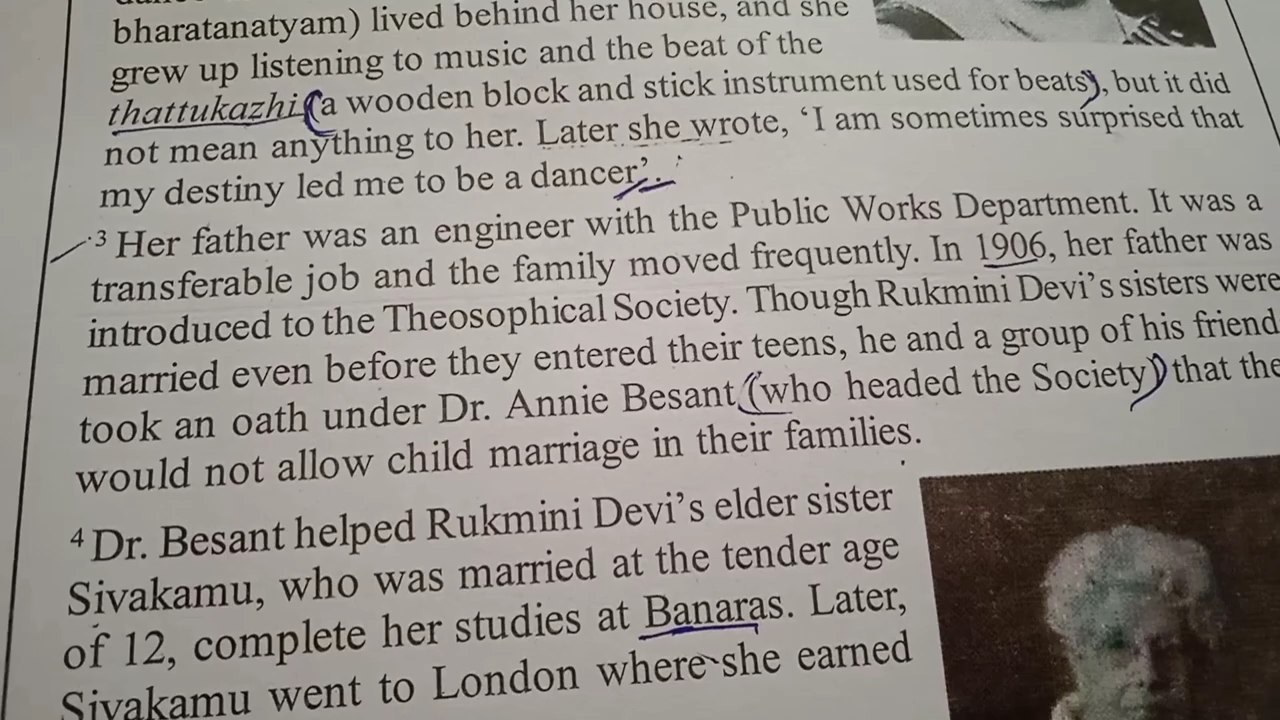 bharatanatyam) lived behind her house, and she
grew up listening to music and the beat of the
thattukazhi (a wooden block and stick instrument used for beats), but it did
not mean anything to her. Later she wrote, ‘I am sometimes surprised that
my destiny led me to be a dancer’.
3 Her father was an engineer with the Public Works Department. It was a
transferable job and the family moved frequently. In 1906, her father was
introduced to the Theosophical Society. Though Rukmini Devi’s sisters were
married even before they entered their teens, he and a group of his friend
took an oath under Dr. Annie Besant (who headed the Society) that the
would not allow child marriage in their families.
4 Dr. Besant helped Rukmini Devi’s elder sister
Sivakamu, who was married at the tender age
of 12, complete her studies at Banaras. Later,
Sivakamu went to London where she earned